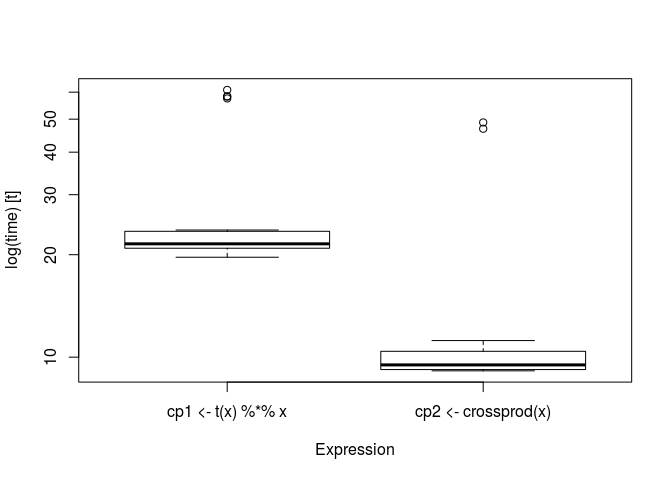 log(time) [t]
50
40
30
20
10
cp1 <- t(x) %*% x
cp2 <- crossprod(x)
Expression